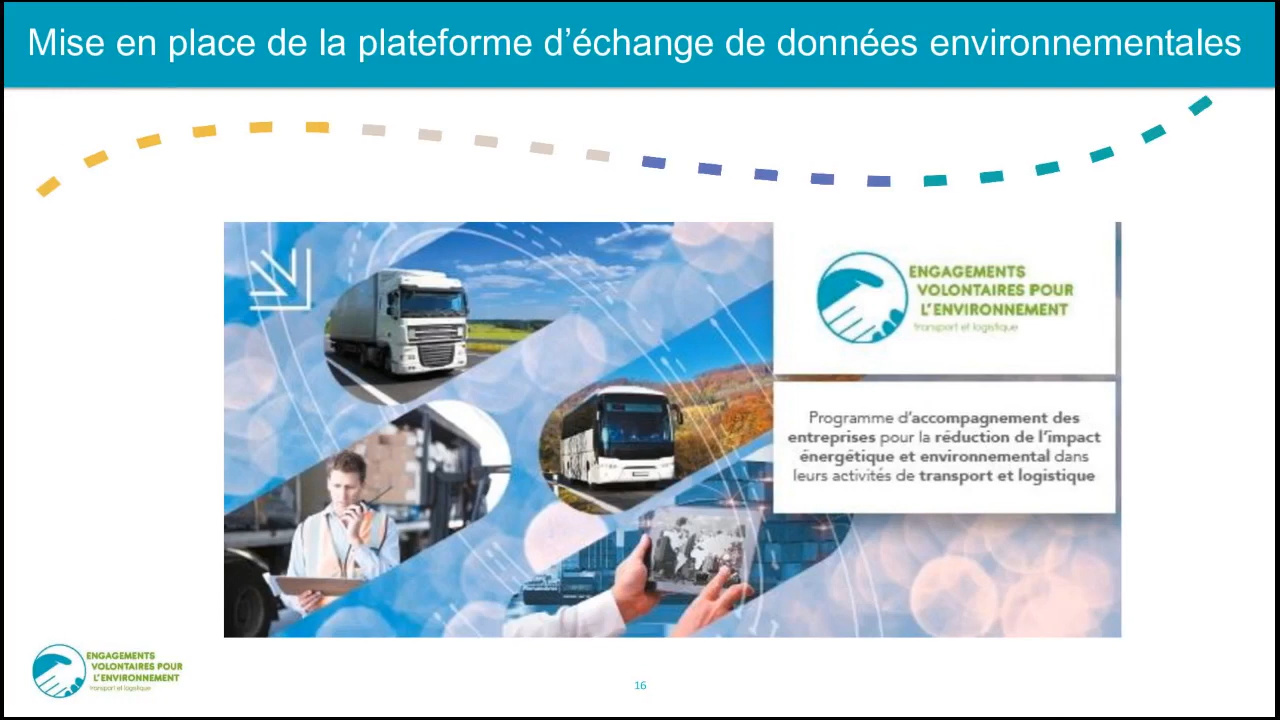 Mise en place de la plateforme d’échange de données environnementales
ENGAGEMENTS
VOLONTAIRES POUR
L’ENVIRONNEMENT
transport et logistique
Programme d’accompagnement des
entreprises pour la réduction de l’impact
énergétique et environnemental dans
leurs activités de transport et logistique
ENGAGEMENTS
VOLONTAIRES POUR
L’ENVIRONNEMENT
transport et logistique
16